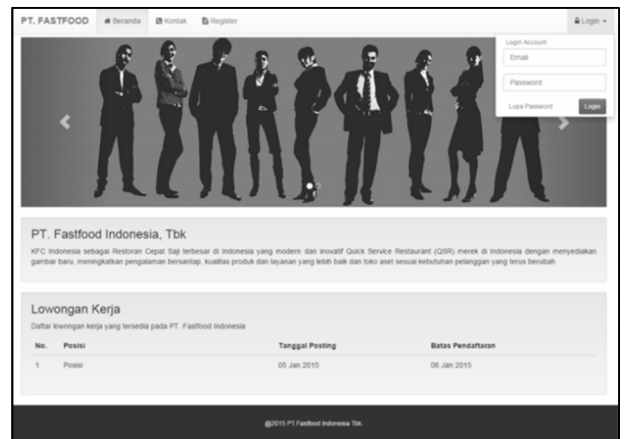 PT. FASTFOOD Beranda Kontak Register Login
Login Account
Email
Password
Lupa Password Login
PT. Fastfood Indonesia, Tbk
KFC Indonesia sebagai Restoran Cepat Saji terbesar di Indonesia yang modern dan inovatif Quick Service Restaurant (QSR) merek di Indonesia dengan menyediakan
gambar baru, meningkatkan pengalaman bersantap, kualitas produk dan layanan yang lebih baik dan toko aset sesuai kebutuhan pelanggan yang terus berubah
Lowongan Kerja
Daftar lowongan kerja yang tersedia pada PT. Fastfood Indonesia
No. Posisi Tanggal Posting Batas Pendaftaran
1 Posisi 05 Jan 2015 06 Jan 2015
@2015 PT.Fastfood Indonesia Tbk.